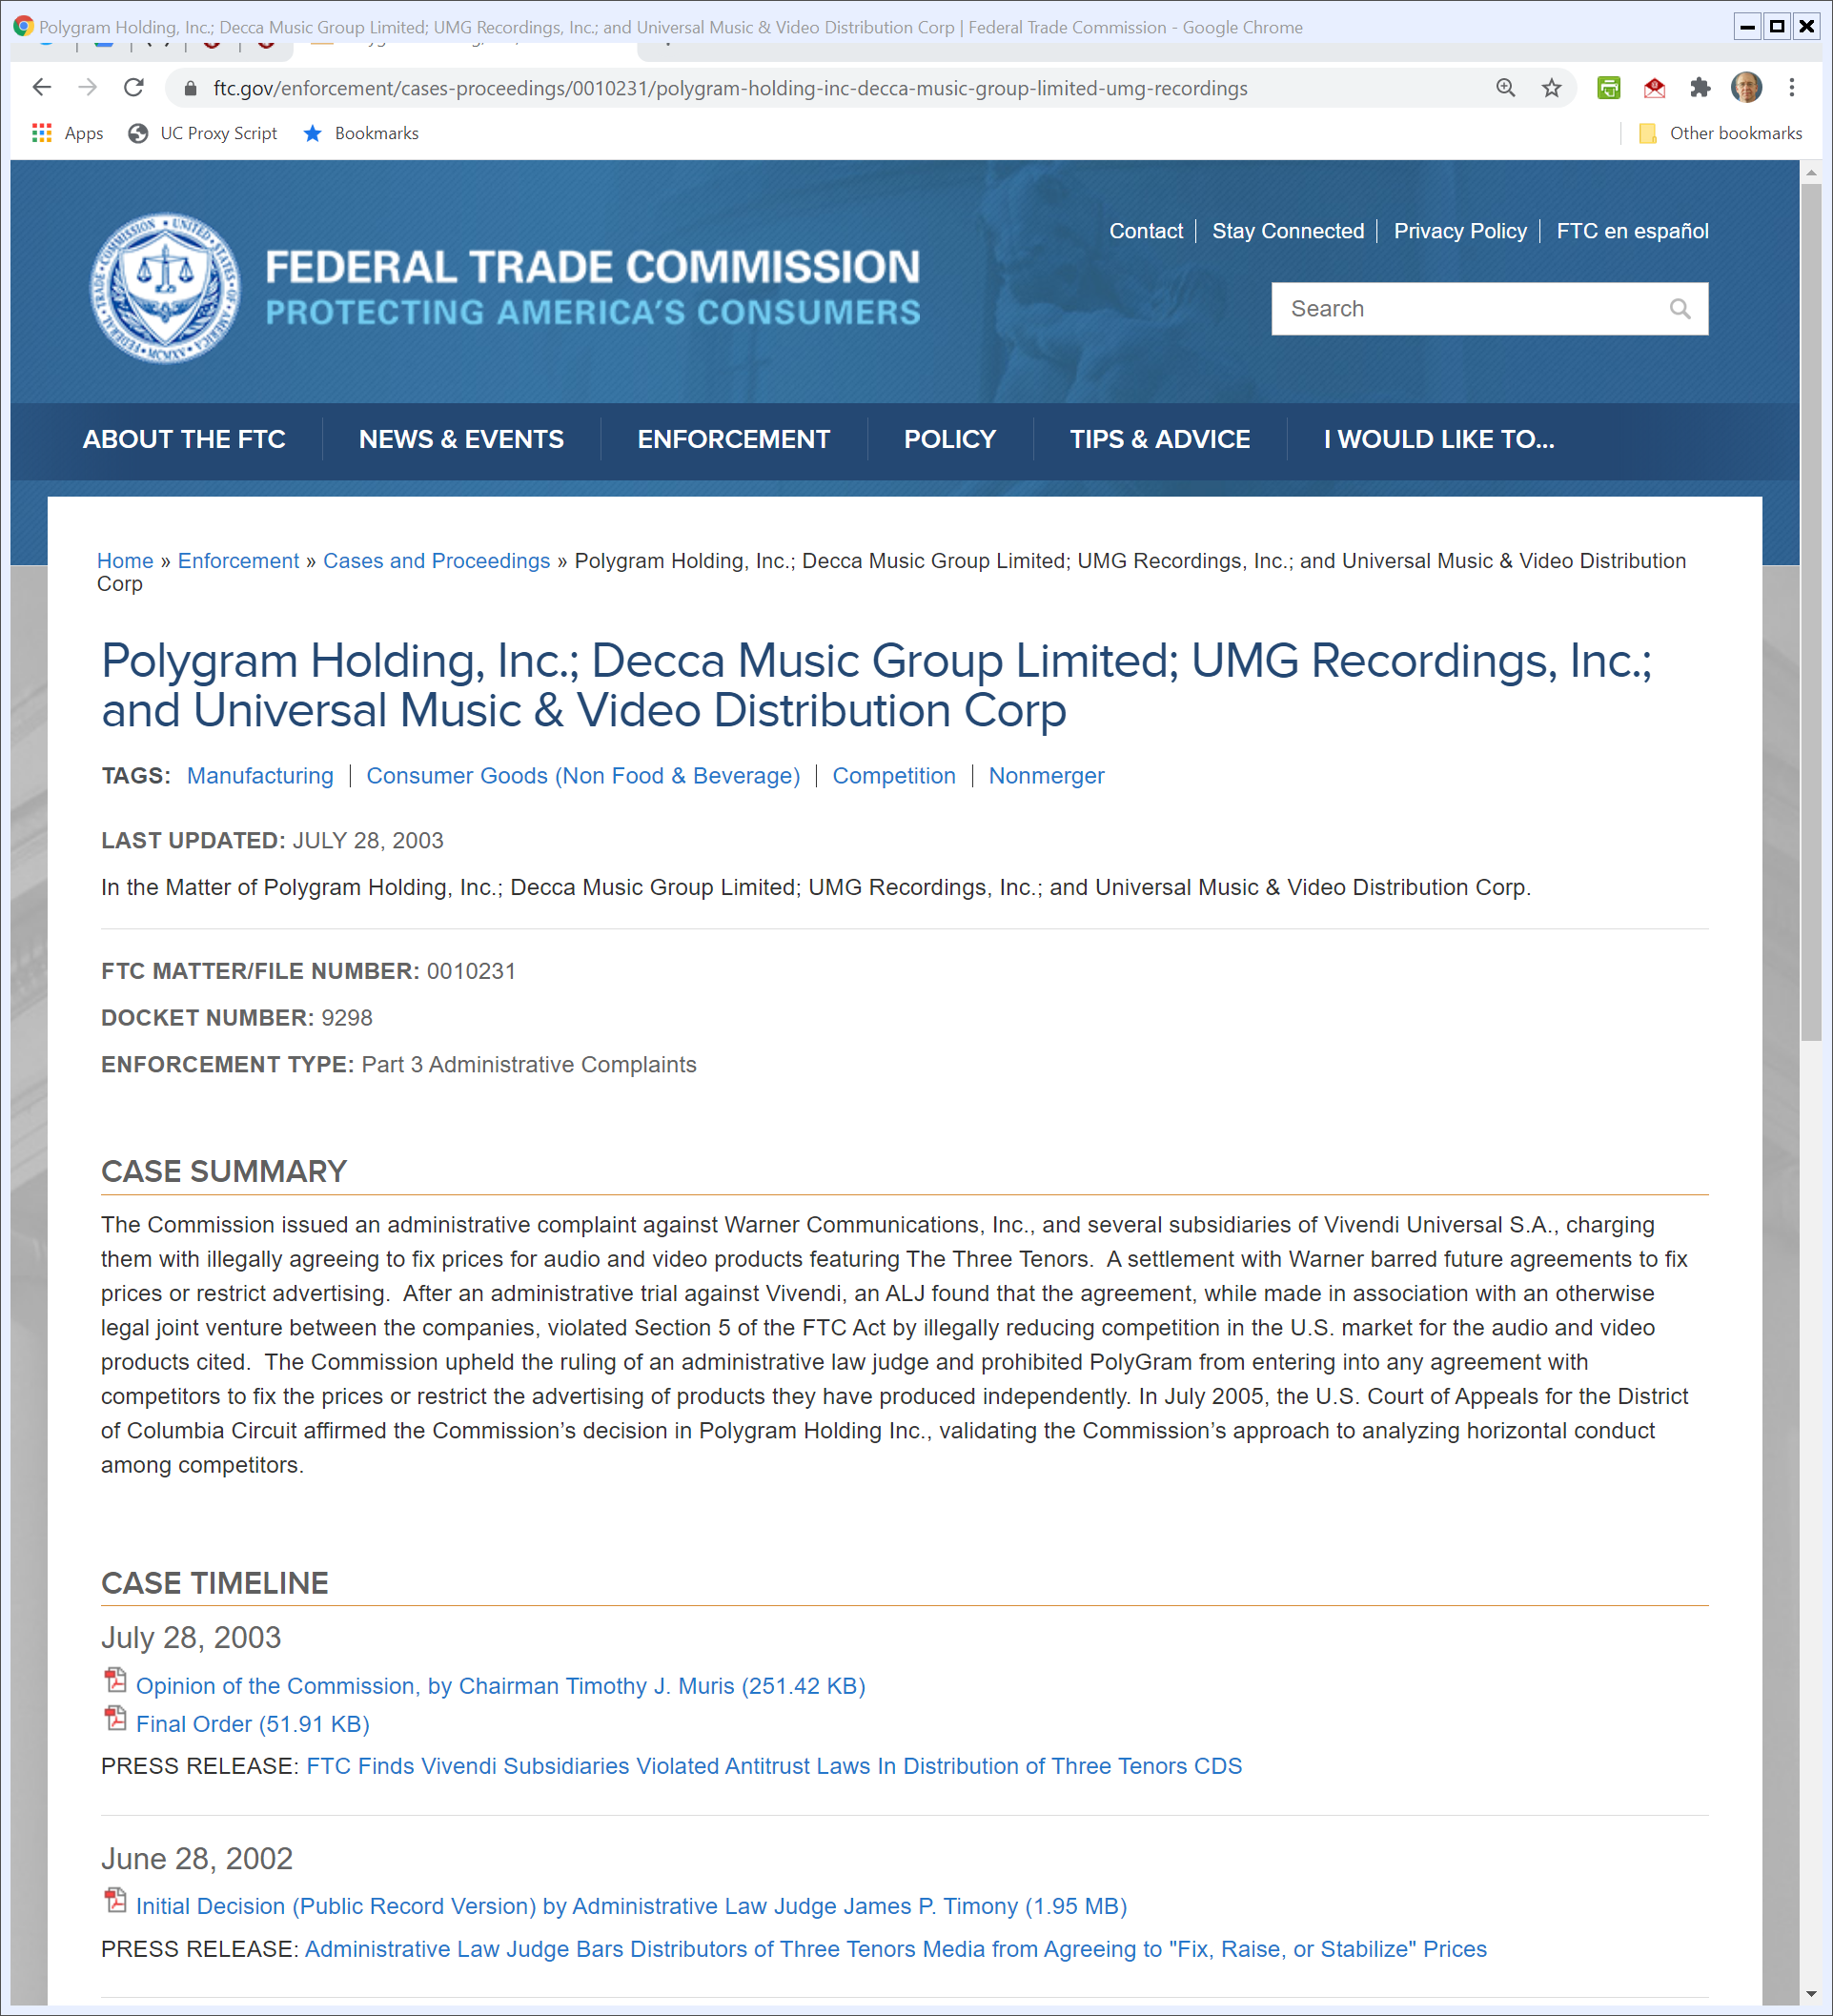 Polygram Holding, Inc.; Decca Music Group Limited; UMG Recordings, Inc.; and Universal Music & Video Distribution Corp | Federal Trade Commission - Google Chrome
ftc.gov/enforcement/cases-proceedings/0010231/polygram-holding-inc-decca-music-group-limited-umg-recordings
Apps UC Proxy Script Bookmarks Other bookmarks
Contact | Stay Connected | Privacy Policy | FTC en español
FEDERAL TRADE COMMISSION
PROTECTING AMERICA'S CONSUMERS
FEDERAL TRADE COMMISSION • UNITED STATES OF AMERICA • MCMXV
Search
ABOUT THE FTC NEWS & EVENTS ENFORCEMENT POLICY TIPS & ADVICE I WOULD LIKE TO...
Home » Enforcement » Cases and Proceedings » Polygram Holding, Inc.; Decca Music Group Limited; UMG Recordings, Inc.; and Universal Music & Video Distribution
Corp
Polygram Holding, Inc.; Decca Music Group Limited; UMG Recordings, Inc.;
and Universal Music & Video Distribution Corp
TAGS: Manufacturing | Consumer Goods (Non Food & Beverage) | Competition | Nonmerger
LAST UPDATED: JULY 28, 2003
In the Matter of Polygram Holding, Inc.; Decca Music Group Limited; UMG Recordings, Inc.; and Universal Music & Video Distribution Corp.
FTC MATTER/FILE NUMBER: 0010231
DOCKET NUMBER: 9298
ENFORCEMENT TYPE: Part 3 Administrative Complaints
CASE SUMMARY
The Commission issued an administrative complaint against Warner Communications, Inc., and several subsidiaries of Vivendi Universal S.A., charging
them with illegally agreeing to fix prices for audio and video products featuring The Three Tenors.  A settlement with Warner barred future agreements to fix
prices or restrict advertising.  After an administrative trial against Vivendi, an ALJ found that the agreement, while made in association with an otherwise
legal joint venture between the companies, violated Section 5 of the FTC Act by illegally reducing competition in the U.S. market for the audio and video
products cited.  The Commission upheld the ruling of an administrative law judge and prohibited PolyGram from entering into any agreement with
competitors to fix the prices or restrict the advertising of products they have produced independently. In July 2005, the U.S. Court of Appeals for the District
of Columbia Circuit affirmed the Commission’s decision in Polygram Holding Inc., validating the Commission’s approach to analyzing horizontal conduct
among competitors.
CASE TIMELINE
July 28, 2003
Opinion of the Commission, by Chairman Timothy J. Muris (251.42 KB)
Final Order (51.91 KB)
PRESS RELEASE: FTC Finds Vivendi Subsidiaries Violated Antitrust Laws In Distribution of Three Tenors CDS
June 28, 2002
Initial Decision (Public Record Version) by Administrative Law Judge James P. Timony (1.95 MB)
PRESS RELEASE: Administrative Law Judge Bars Distributors of Three Tenors Media from Agreeing to "Fix, Raise, or Stabilize" Prices